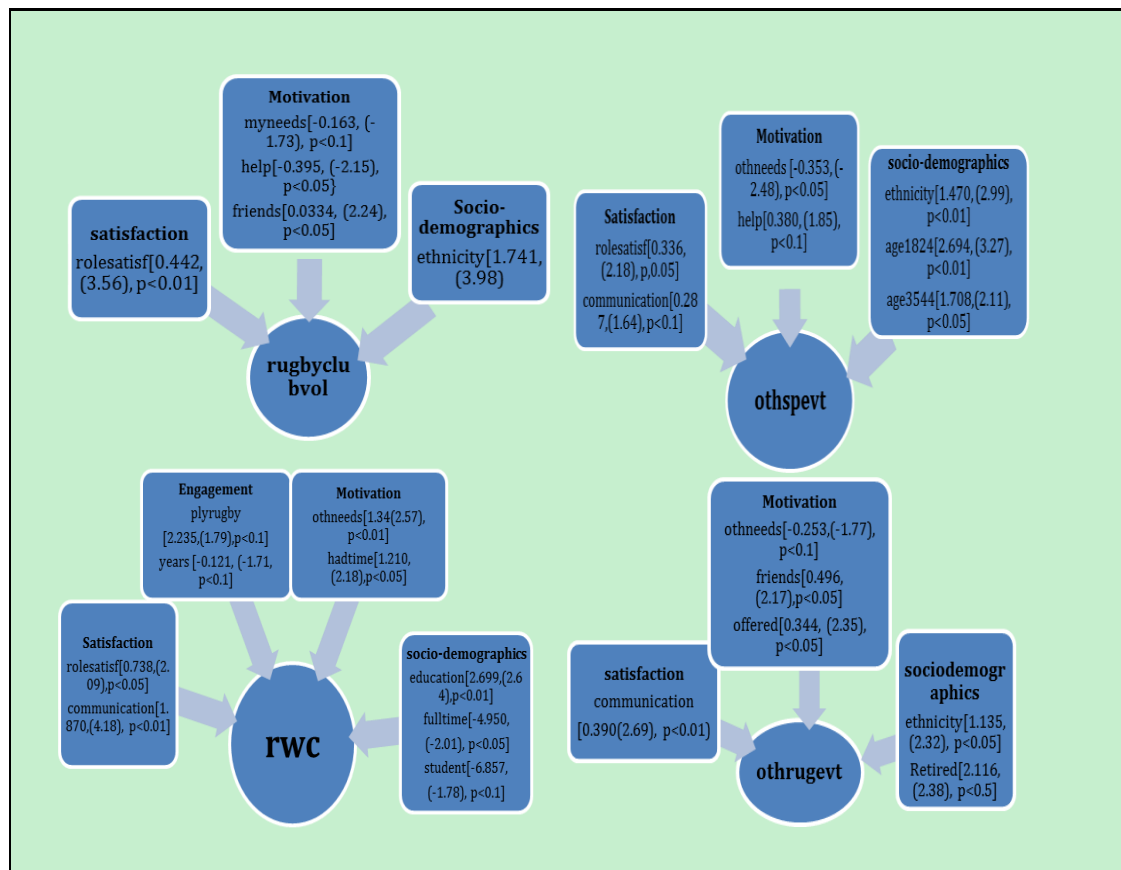 Motivation
myneeds[-0.163, (-
1.73), p<0.1]
help[-0.395, (-2.15),
p<0.05}
friends[0.0334, (2.24),
p<0.05]
satisfaction
rolesatisf[0.442,
(3.56), p<0.01]
Socio-
demographics
ethnicity[1.741,
(3.98)
rugbyclu
bvol
Motivation
othneeds [-0.353,(-
2.48), p<0.05]
help[0.380, (1.85),
p<0.1]
Satisfaction
rolesatisf[0.336,
(2.18), p,0.05]
communication[0.28
7,(1.64),p<0.1]
socio-demographics
ethnicity[1.470, (2.99),
p<0.01]
age1824[2.694, (3.27),
p<0.01]
age3544[1.708,(2.11),
p<0.05]
othspevt
Engagement
plyrugby
[2.235,(1.79),p<0.1]
years [-0.121, (-1.71,
p<0.1]
Motivation
othneeds[1.34(2.57),
p<0.01]
hadtime[1.210,
(2.18),p<0.05]
Satisfaction
rolesatisf[0.738,(2.
09),p<0.05]
communication[1.
870,(4.18), p<0.01]
socio-demographics
education[2.699,(2.6
4),p<0.01]
fulltime[-4.950,
(-2.01), p<0.05]
student[-6.857,
(-1.78), p<0.1]
rwc
Motivation
othneeds[-0.253,(-1.77),
p<0.1]
friends[0.496,
(2.17),p<0.05]
offered[0.344, (2.35),
p<0.05]
satisfaction
communication
[0.390(2.69), p<0.01)
sociodemogr
aphics
ethnicity[1.135,
(2.32), p<0.05]
Retired[2.116,
(2.38), p<0.5]
othrugevt